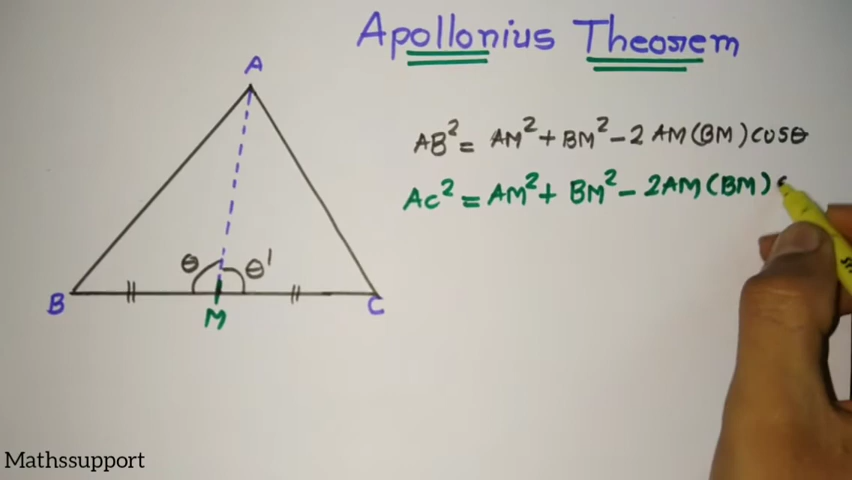 Apollonius Theorem
A
AB² = AM² + BM² - 2 AM(BM) cosθ
AC² = AM² + BM² - 2AM(BM)
θ θ'
B M C
Mathssupport